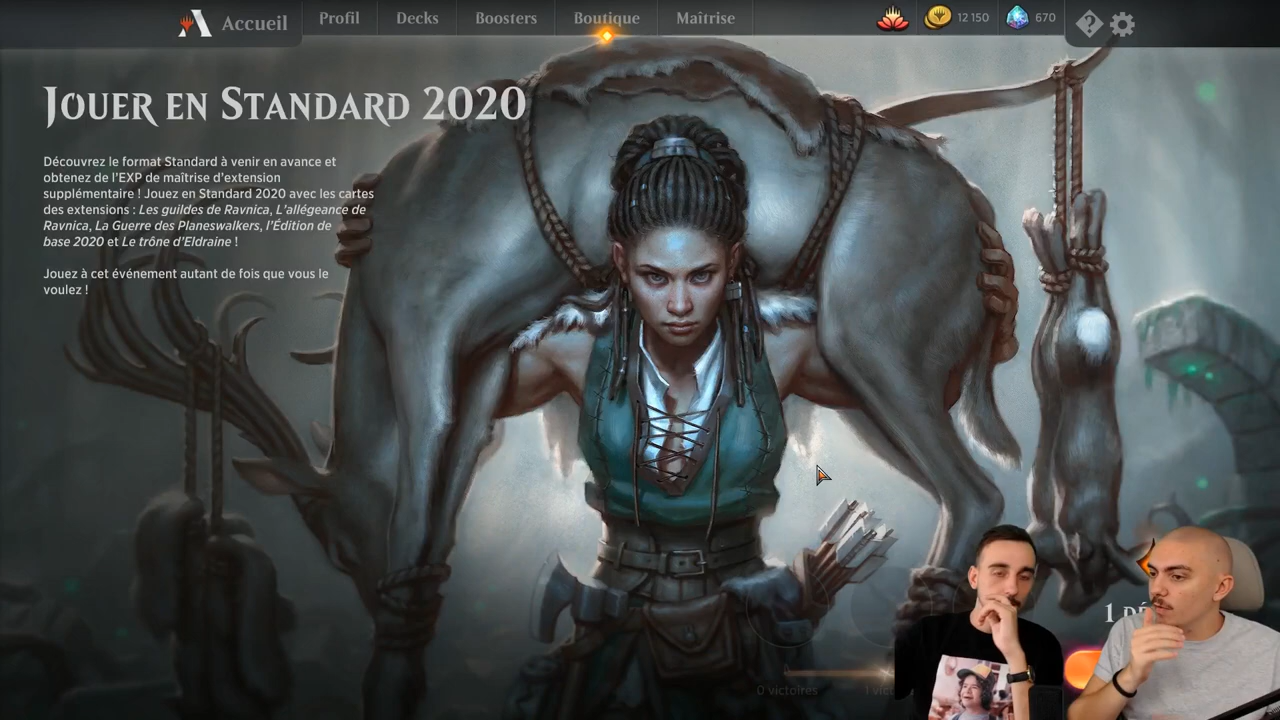 Accueil
Profil
Decks
Boosters
Boutique
Maîtrise
12 150
670
Jouer en Standard 2020
Découvrez le format Standard à venir en avance et
obtenez de l'EXP de maîtrise d'extension
supplémentaire ! Jouez en Standard 2020 avec les cartes
des extensions : Les guildes de Ravnica, L'allégeance de
Ravnica, La Guerre des Planeswalkers, l'Édition de
base 2020 et Le trône d'Eldraine !
Jouez à cet événement autant de fois que vous le
voulez !
0 victoires
1